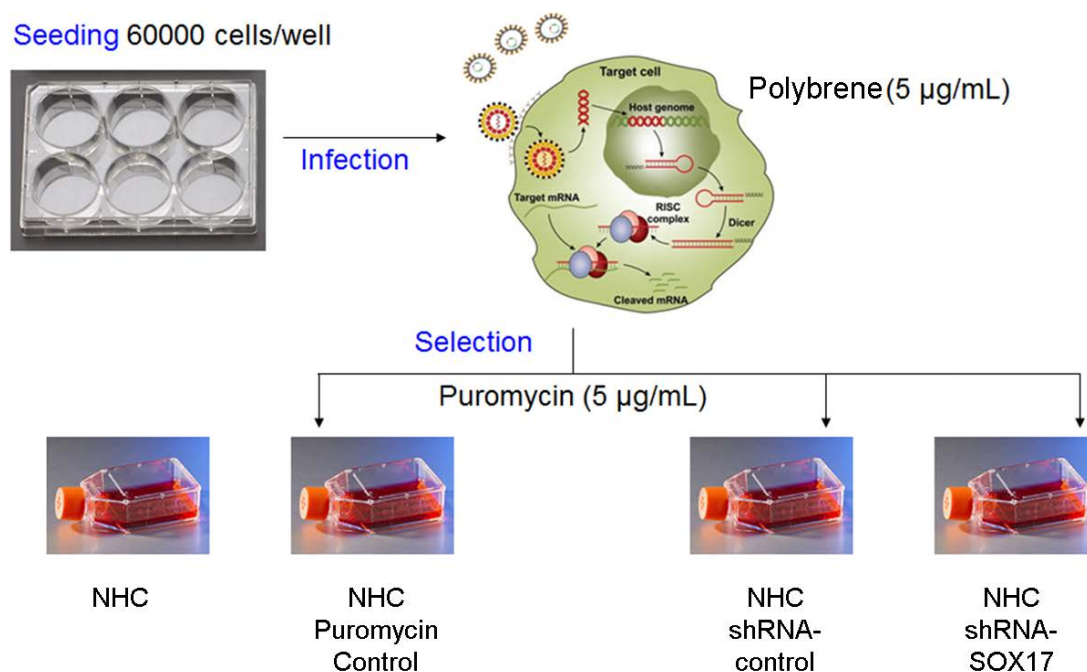 Seeding 60000 cells/well
Infection
Target cell
Host genome
Target mRNA
RISC
complex
Dicer
Cleaved mRNA
Polybrene (5 µg/mL)
Selection
Puromycin (5 µg/mL)
NHC
NHC
Puromycin
Control
NHC
shRNA-
control
NHC
shRNA-
SOX17